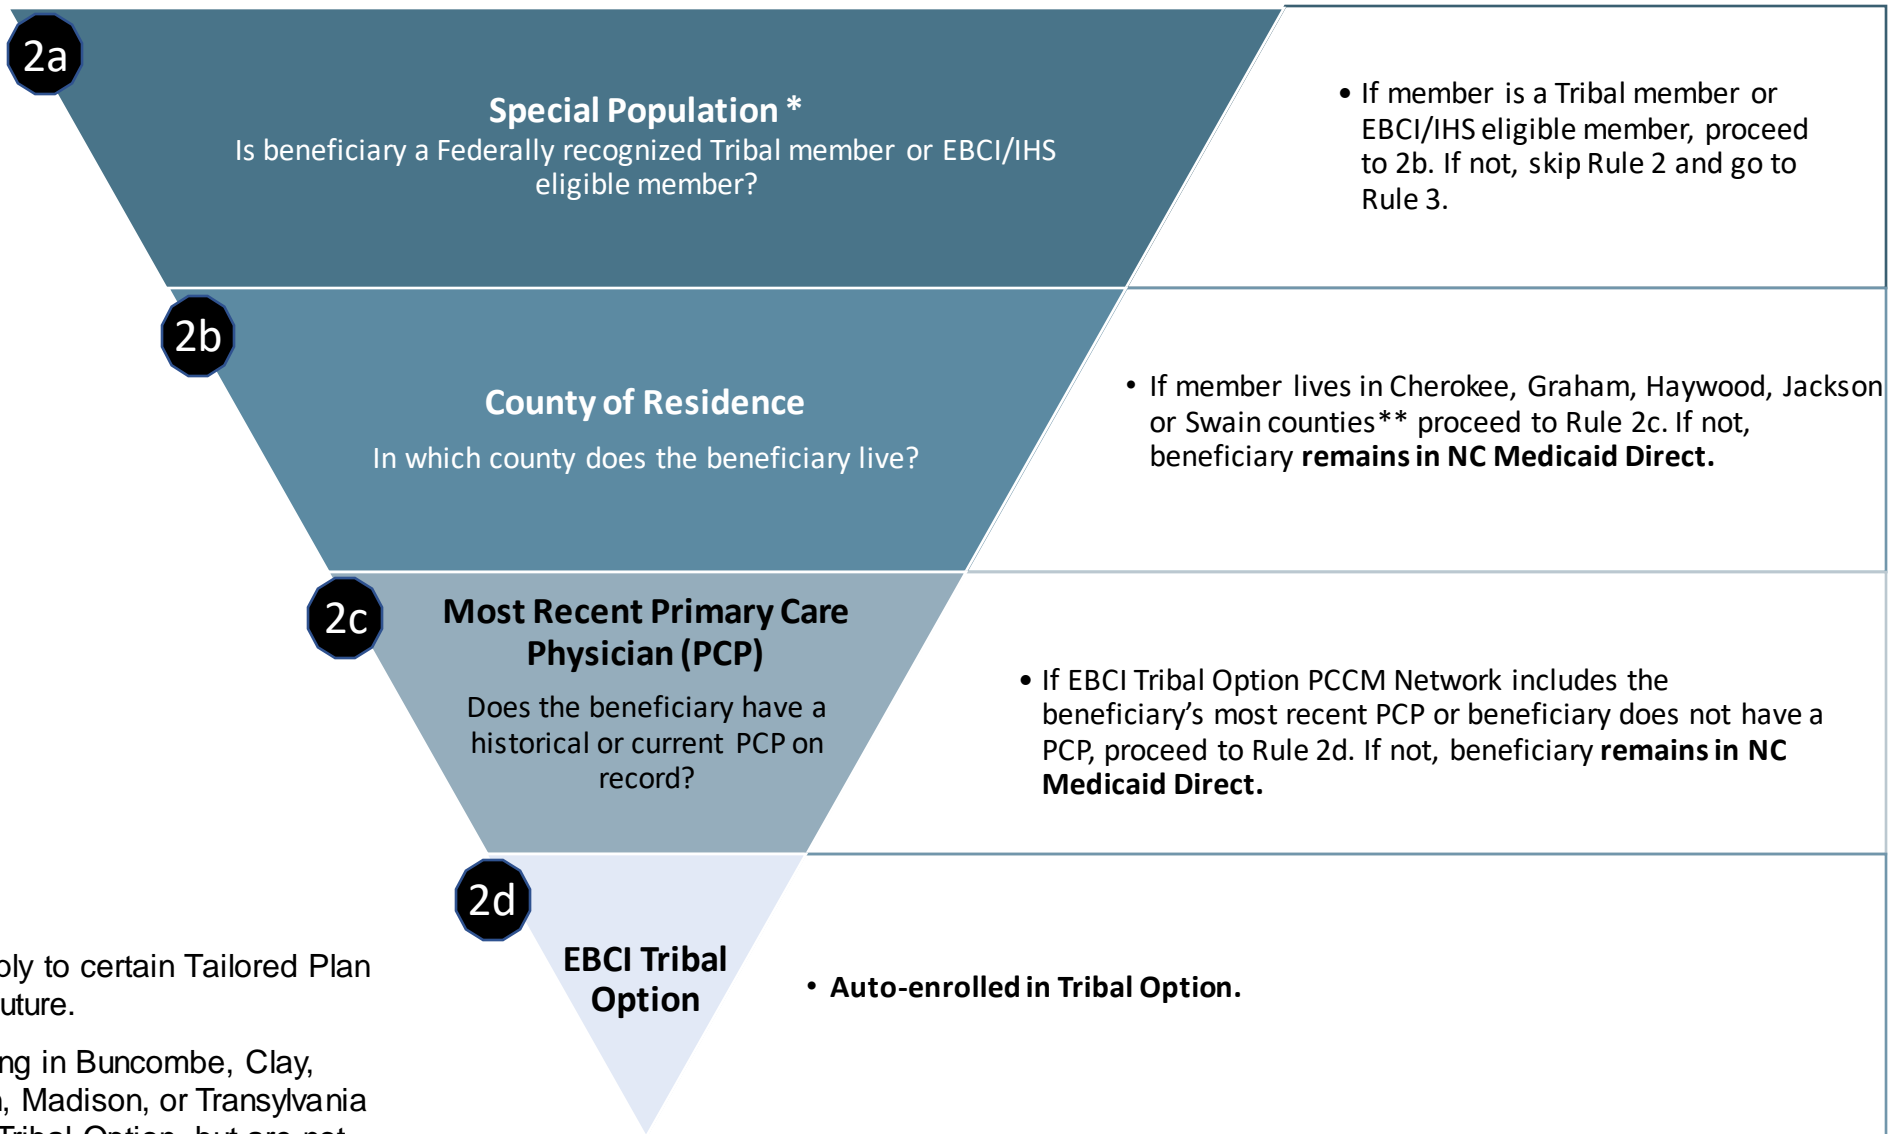 2a
Special Population *
Is beneficiary a Federally recognized Tribal member or EBCI/IHS
eligible member?
• If member is a Tribal member or
EBCI/IHS eligible member, proceed
to 2b. If not, skip Rule 2 and go to
Rule 3.
2b
County of Residence
In which county does the beneficiary live?
• If member lives in Cherokee, Graham, Haywood, Jackson
or Swain counties** proceed to Rule 2c. If not,
beneficiary remains in NC Medicaid Direct.
2c
Most Recent Primary Care
Physician (PCP)
Does the beneficiary have a
historical or current PCP on
record?
• If EBCI Tribal Option PCCM Network includes the
beneficiary’s most recent PCP or beneficiary does not have a
PCP, proceed to Rule 2d. If not, beneficiary remains in NC
Medicaid Direct.
2d
EBCI Tribal
Option
• Auto-enrolled in Tribal Option.
to certain Tailored Plan
in Buncombe, Clay,
Madison, or Transylvania
Tribal Option, but are not